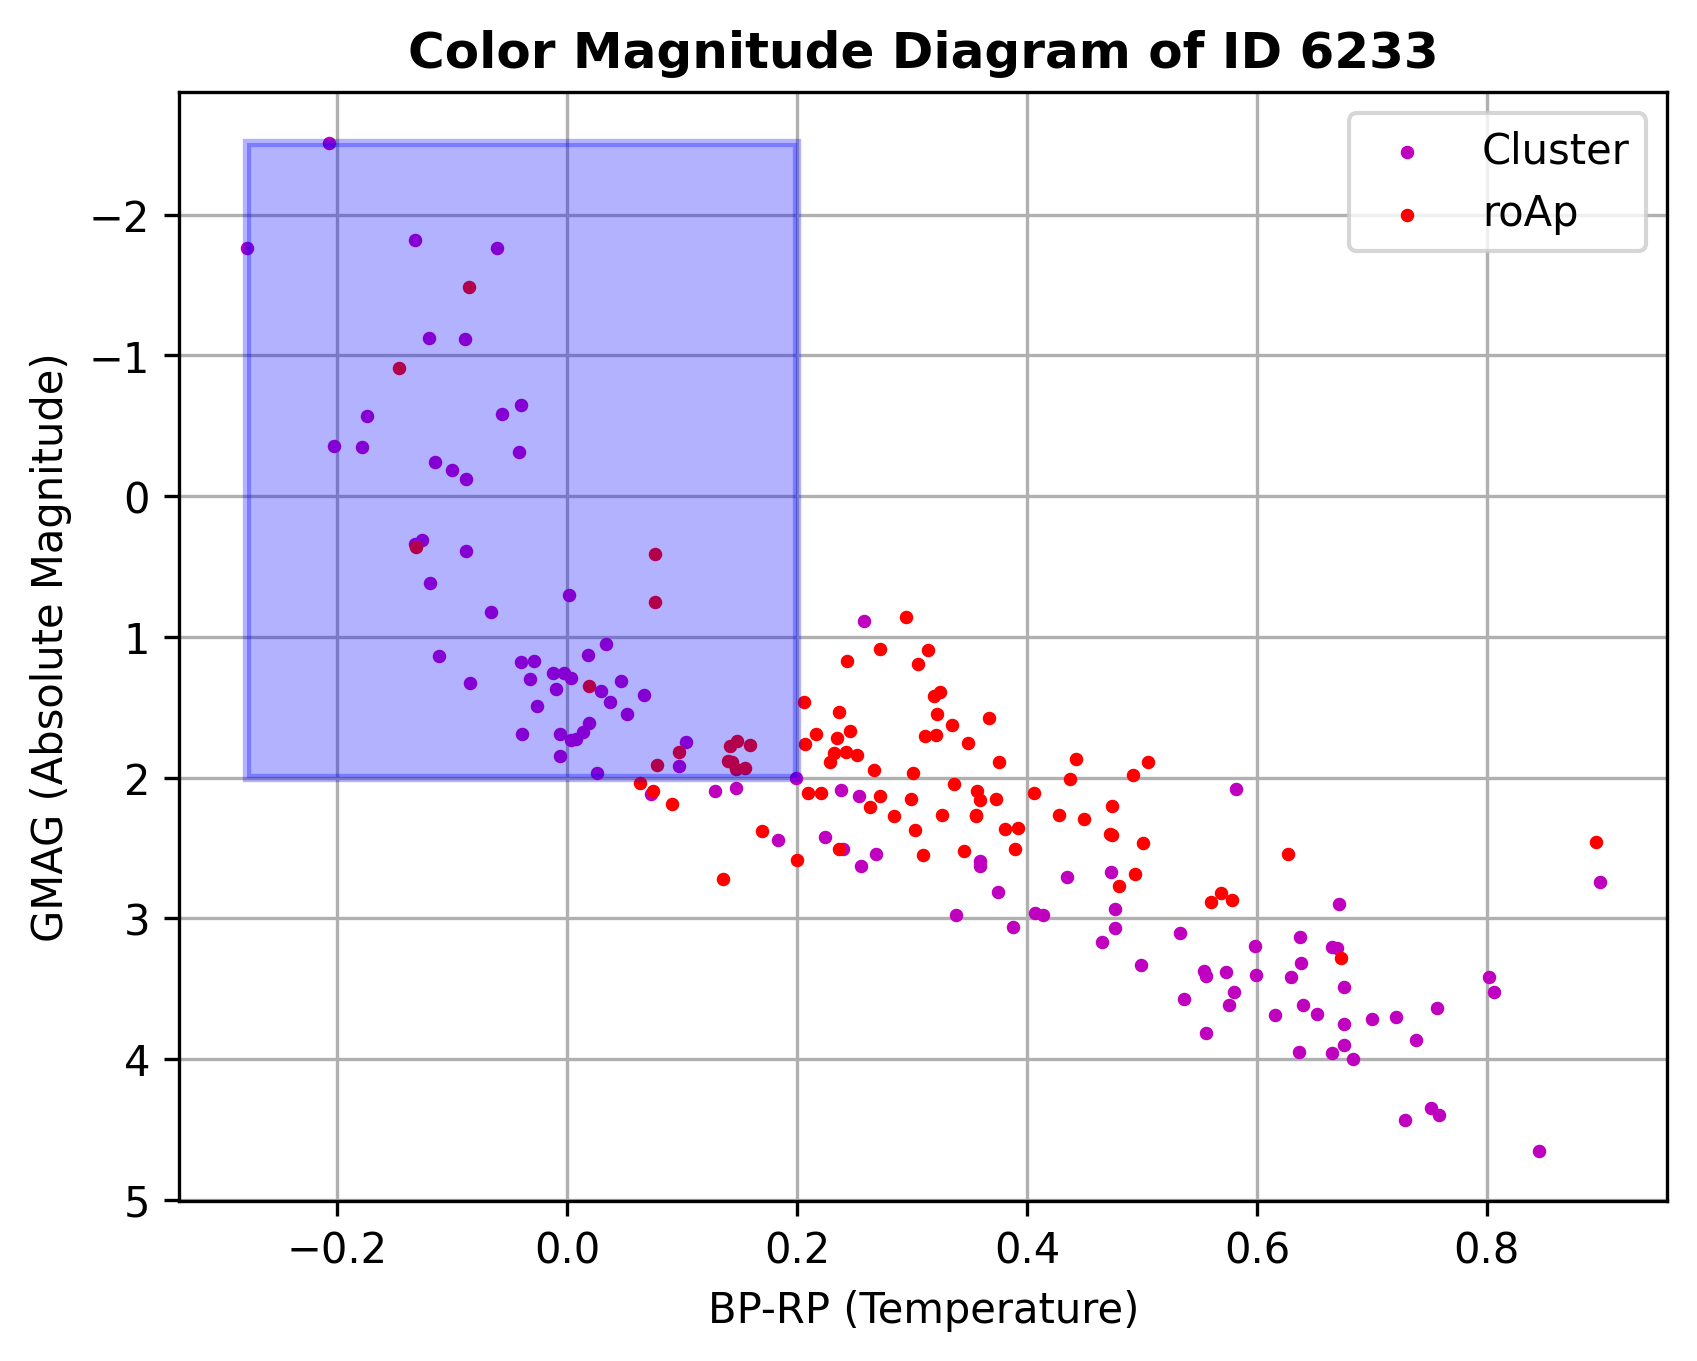 Color Magnitude Diagram of ID 6233
Cluster
roAp
−2
−1
0
1
2
3
4
5
GMAG (Absolute Magnitude)
−0.2 0.0 0.2 0.4 0.6 0.8
BP-RP (Temperature)